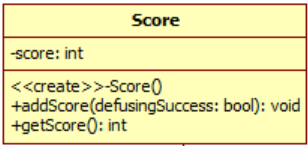 Score
-score: int
<<create>>-Score()
+addScore(defusingSuccess: bool): void
+getScore(): int